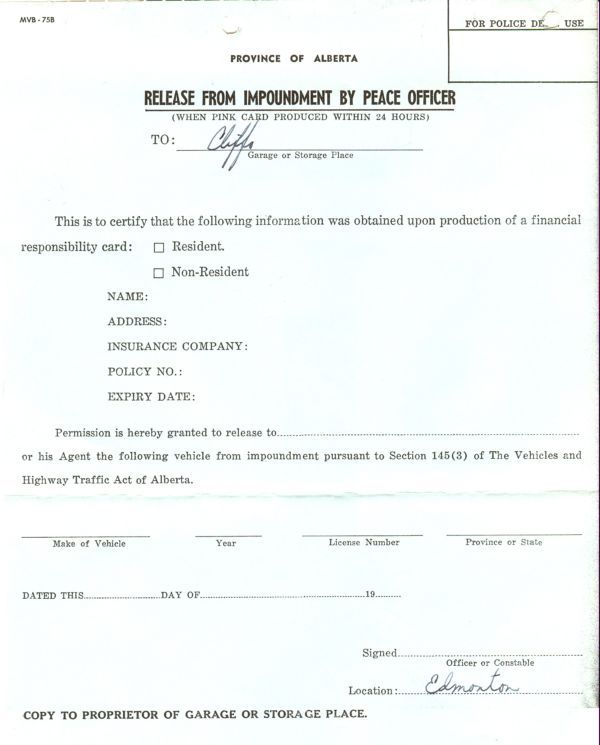 MVB - 75B
FOR POLICE DE USE
PROVINCE OF ALBERTA
RELEASE FROM IMPOUNDMENT BY PEACE OFFICER
(WHEN PINK CARD PRODUCED WITHIN 24 HOURS)
TO: Cliffs
Garage or Storage Place
This is to certify that the following information was obtained upon production of a financial
responsibility card: ☐ Resident.
☐ Non-Resident
NAME:
ADDRESS:
INSURANCE COMPANY:
POLICY NO.:
EXPIRY DATE:
Permission is hereby granted to release to
or his Agent the following vehicle from impoundment pursuant to Section 145(3) of The Vehicles and
Highway Traffic Act of Alberta.
Make of Vehicle Year License Number Province or State
DATED THIS DAY OF 19
Signed
Officer or Constable
Location: Edmonton
COPY TO PROPRIETOR OF GARAGE OR STORAGE PLACE.